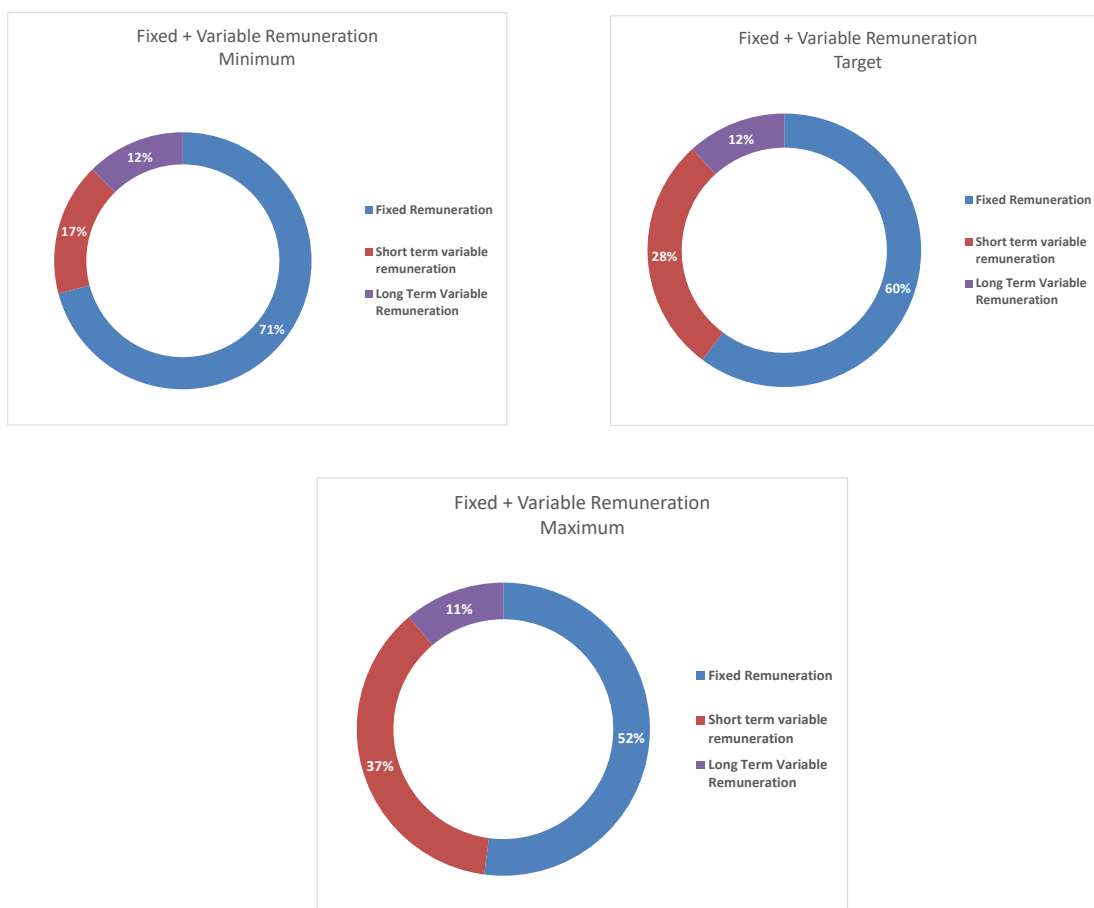 Fixed + Variable Remuneration
Minimum
12%
17%
71%
Fixed Remuneration
Short term variable
remuneration
Long Term Variable
Remuneration
Fixed + Variable Remuneration
Target
12%
28%
60%
Fixed Remuneration
Short term variable
remuneration
Long Term Variable
Remuneration
Fixed + Variable Remuneration
Maximum
11%
37%
52%
Fixed Remuneration
Short term variable
remuneration
Long Term Variable
Remuneration